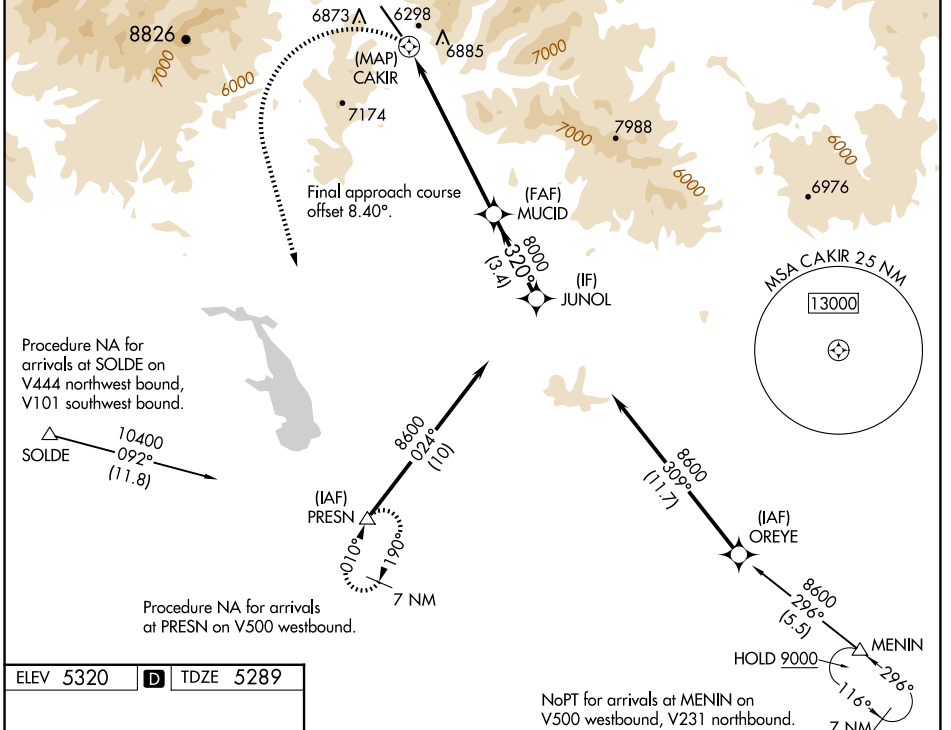 6873
6298
8826
(MAP)
CAKIR
6885
7000
7000
6000
7174
7000
7988
6000
6000
6976
Final approach course
offset 8.40°.
(FAF)
MUCID
8000
320°
(3.4)
(IF)
JUNOL
MSA CAKIR 25 NM
13000
Procedure NA for
arrivals at SOLDE on
V444 northwest bound,
V101 southwest bound.
SOLDE
10400
092°
(11.8)
8600
024°
(10)
(IAF)
PRESN
010°
190°
7 NM
8600
309°
(11.7)
(IAF)
OREYE
8600
296°
(5.5)
MENIN
HOLD 9000
296°
116°
7 NM
Procedure NA for arrivals
at PRESN on V500 westbound.
NoPT for arrivals at MENIN on
V500 westbound, V231 northbound.
ELEV 5320 D TDZE 5289